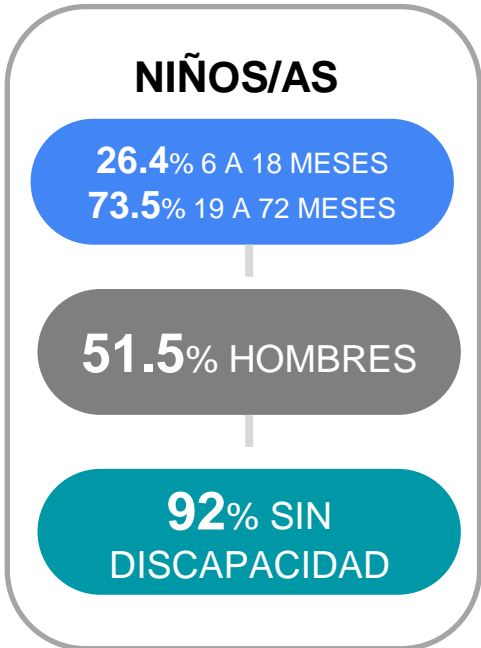 NIÑOS/AS
26.4% 6 A 18 MESES
73.5% 19 A 72 MESES
51.5% HOMBRES
92% SIN
DISCAPACIDAD